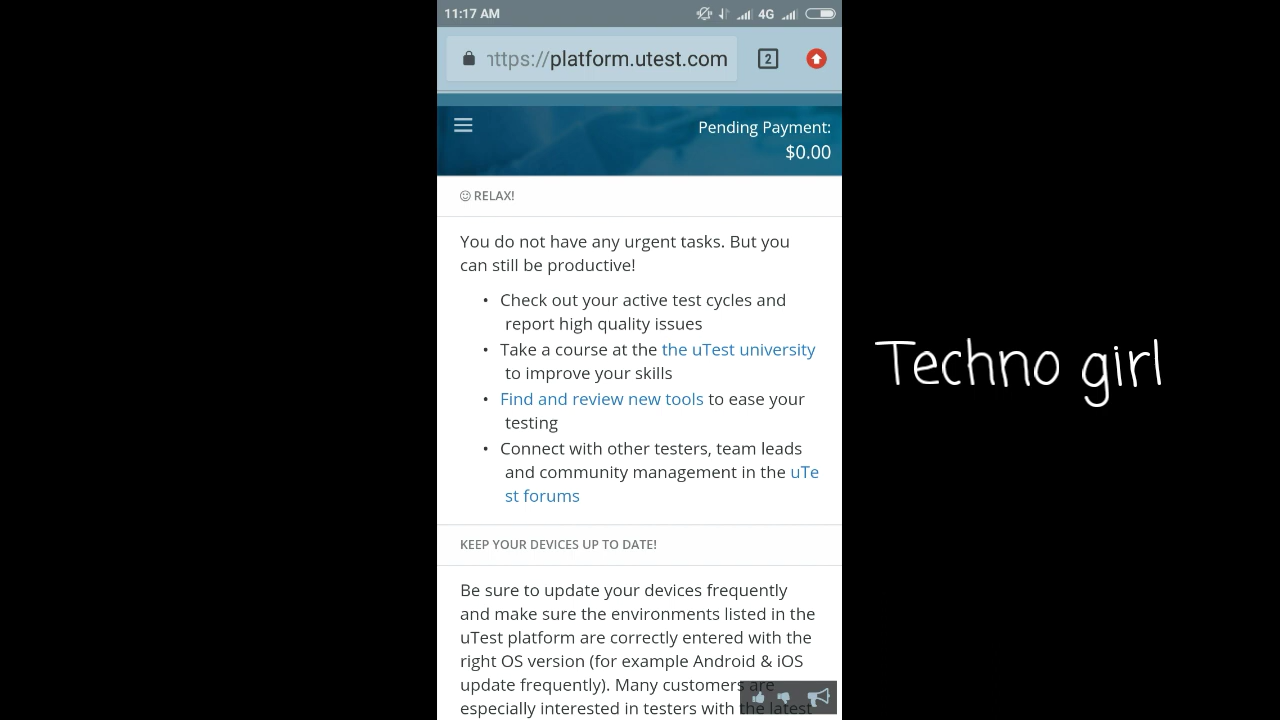 11:17 AM
4G
https://platform.utest.com
2
Pending Payment:
$0.00
RELAX!
You do not have any urgent tasks. But you
can still be productive!
• Check out your active test cycles and
report high quality issues
• Take a course at the the uTest university
to improve your skills
• Find and review new tools to ease your
testing
• Connect with other testers, team leads
and community management in the uTe
st forums
KEEP YOUR DEVICES UP TO DATE!
Be sure to update your devices frequently
and make sure the environments listed in the
uTest platform are correctly entered with the
right OS version (for example Android & iOS
update frequently). Many customers are
especially interested in testers with the latest
Techno girl